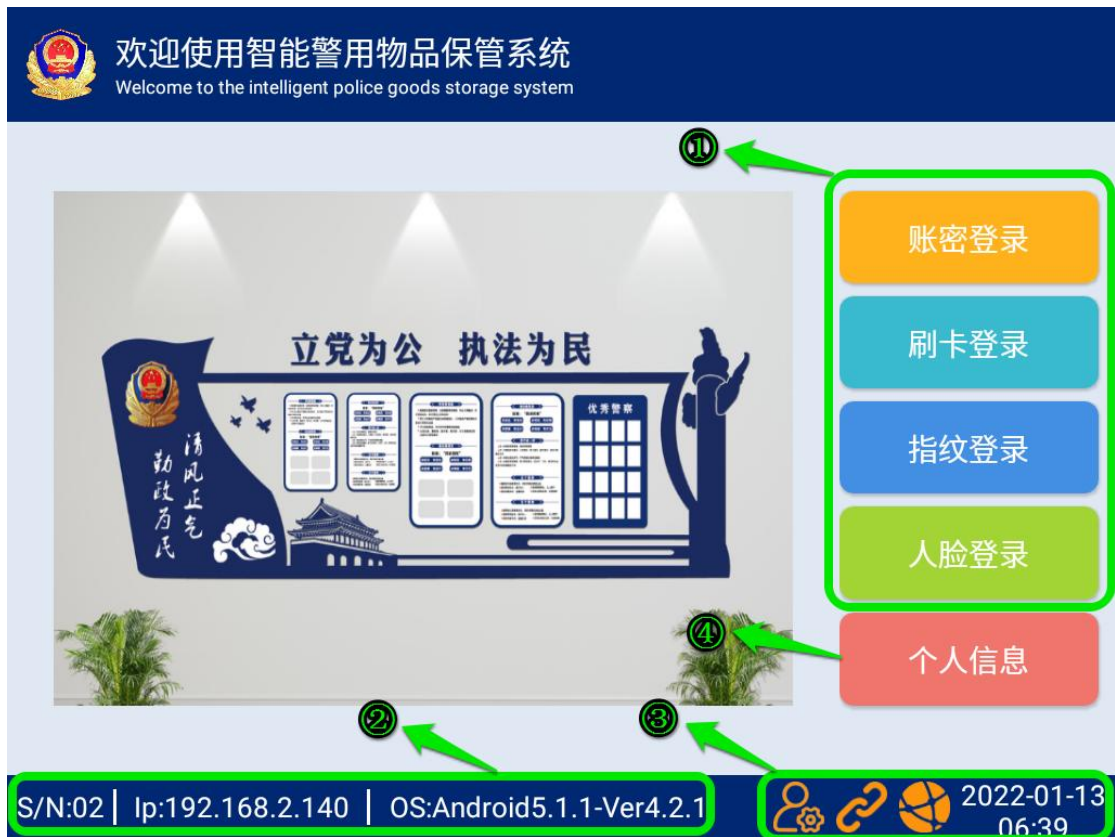 欢迎使用智能警用物品保管系统
Welcome to the intelligent police goods storage system
①
账密登录
刷卡登录
指纹登录
人脸登录
④
个人信息
立党为公 执法为民
优秀警察
清风正气
勤政为民
②
③
S/N:02 Ip:192.168.2.140 OS:Android5.1.1-Ver4.2.1
2022-01-13
06:39